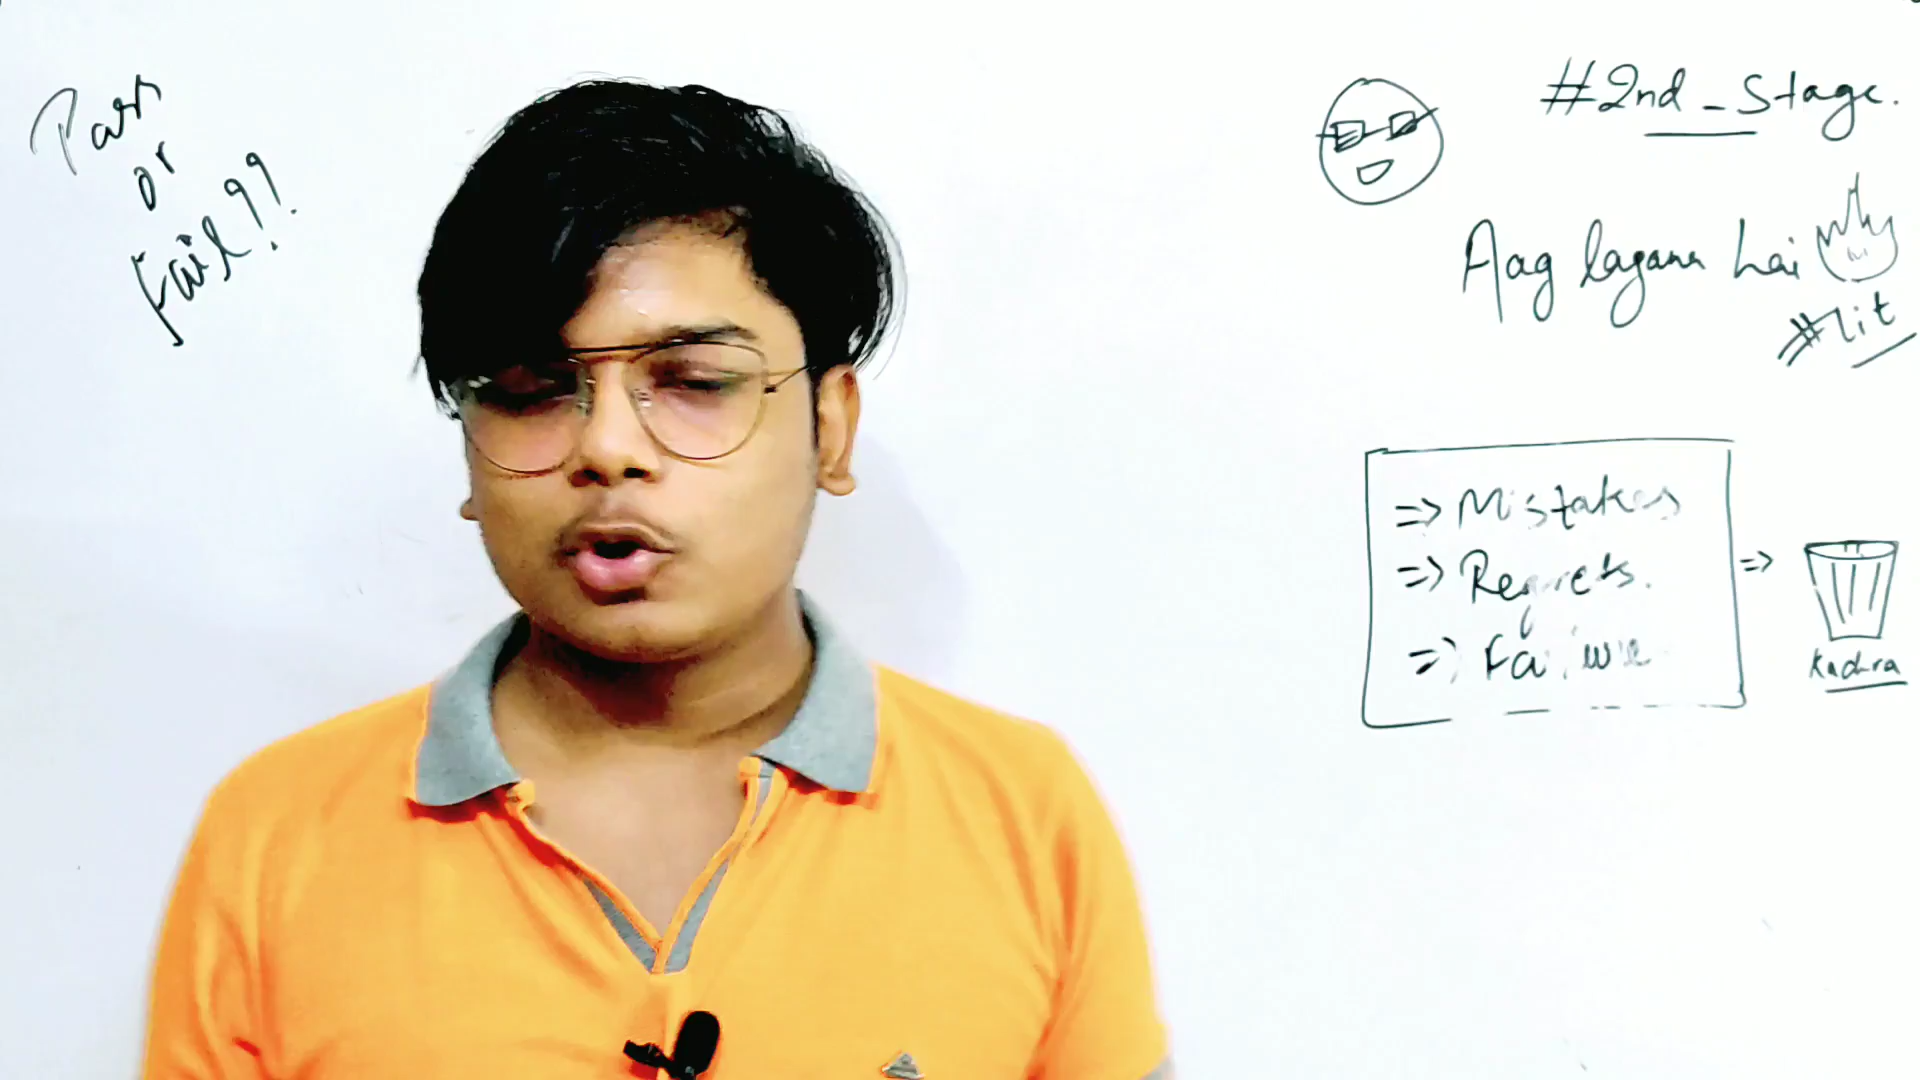 Pass
or
Fail??
#2nd_Stage.
Aag lagana hai
#lit
=> Mistakes
=> Regrets.
=> Failure
=>
Kachra